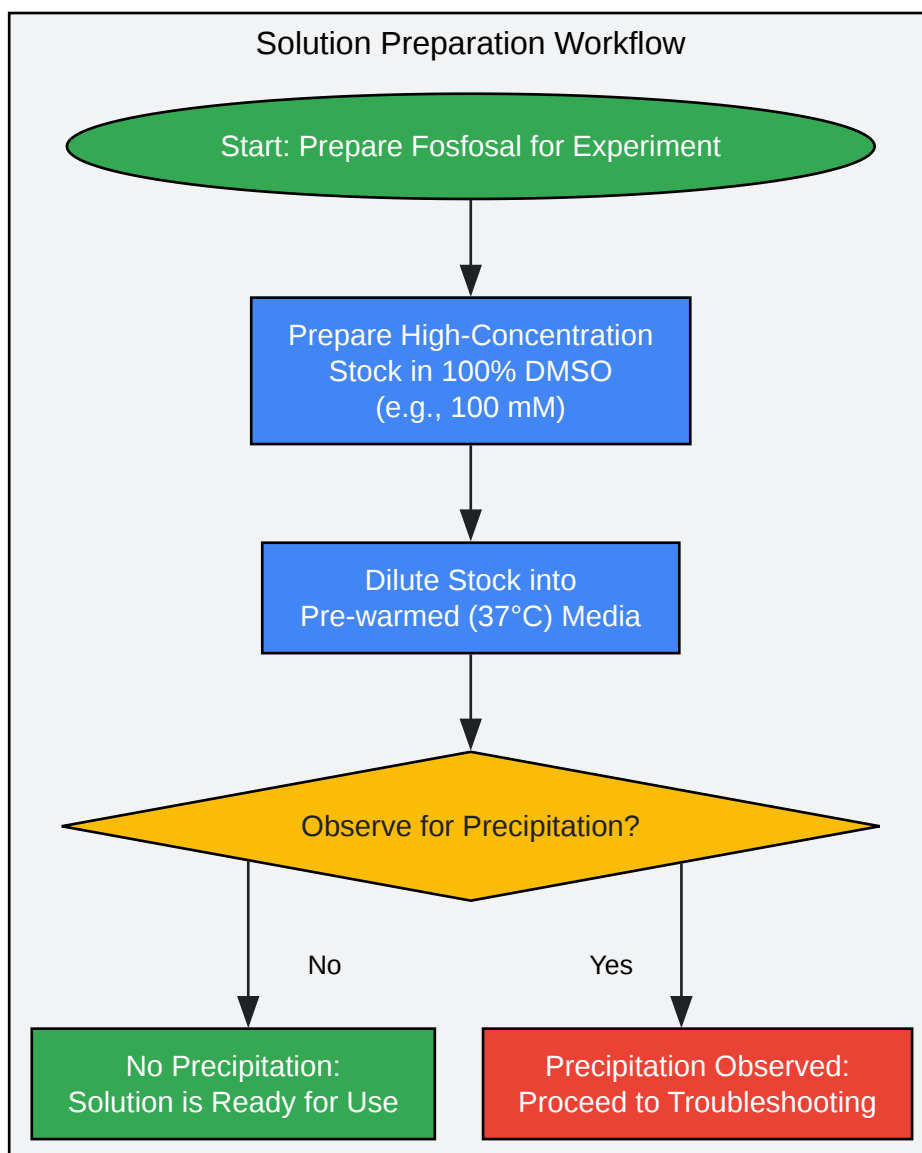 Solution Preparation Workflow
Start: Prepare Fosfosal for Experiment
Prepare High-Concentration
Stock in 100% DMSO
(e.g., 100 mM)
Dilute Stock into
Pre-warmed (37°C) Media
Observe for Precipitation?
No
Yes
No Precipitation:
Solution is Ready for Use
Precipitation Observed:
Proceed to Troubleshooting